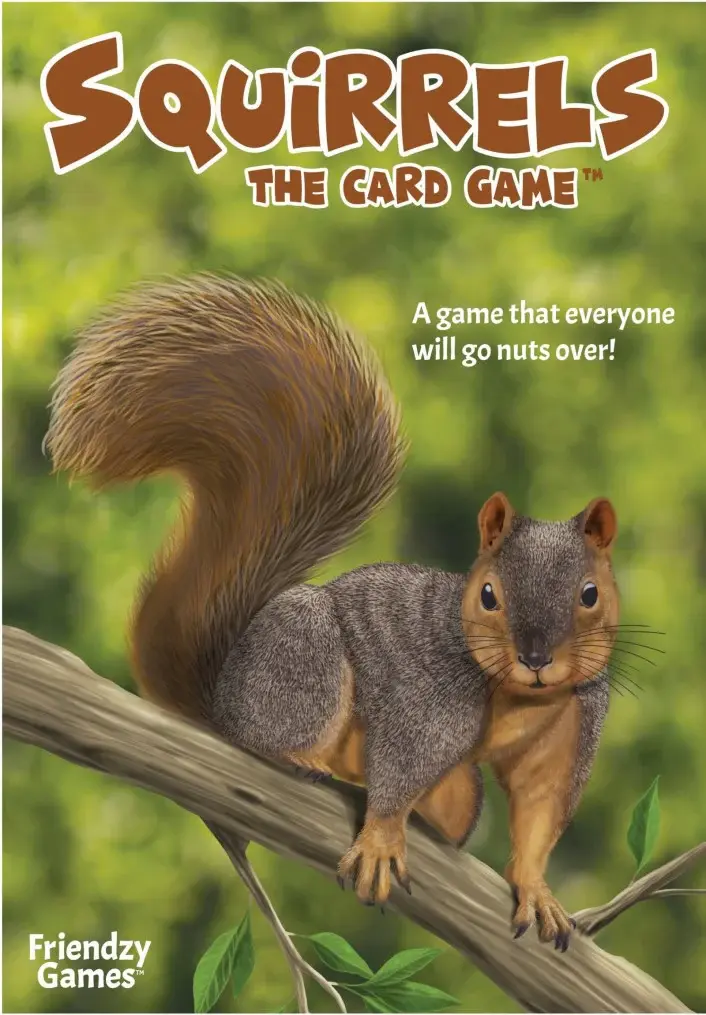 SQUiRRELS
THE CARD GAME™
A game that everyone
will go nuts over!
Friendzy
Games™